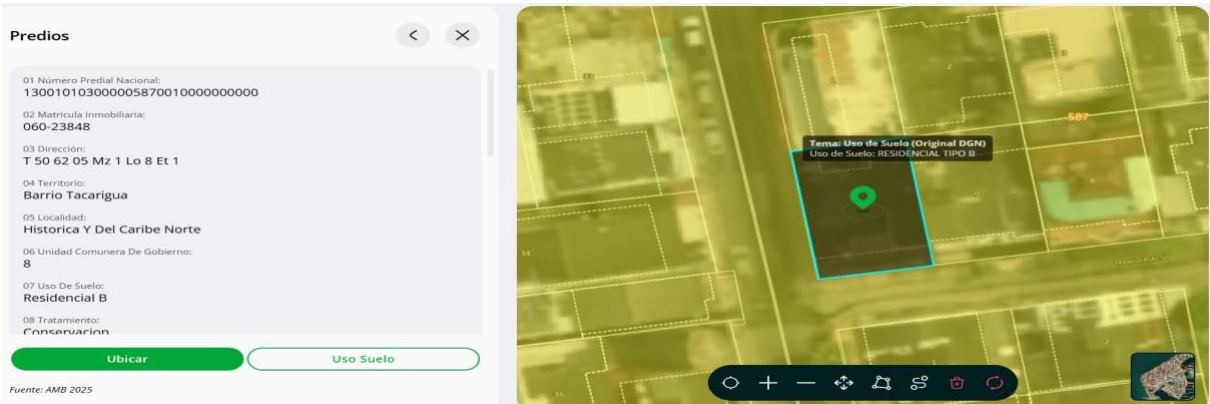 Predios
01 Número Predial Nacional:
130010103000005870010000000000
02 Matrícula Inmobiliaria:
060-23848
03 Dirección:
T 50 62 05 Mz 1 Lo 8 Et 1
04 Territorio:
Barrio Tacarigua
05 Localidad:
Historica Y Del Caribe Norte
06 Unidad Comunera De Gobierno:
8
07 Uso De Suelo:
Residencial B
08 Tratamiento:
Conservacion
Ubicar
Uso Suelo
Fuente: AMB 2025
587
Tema: Uso de Suelo (Original DGN)
Uso de Suelo: RESIDENCIAL TIPO B
34
36